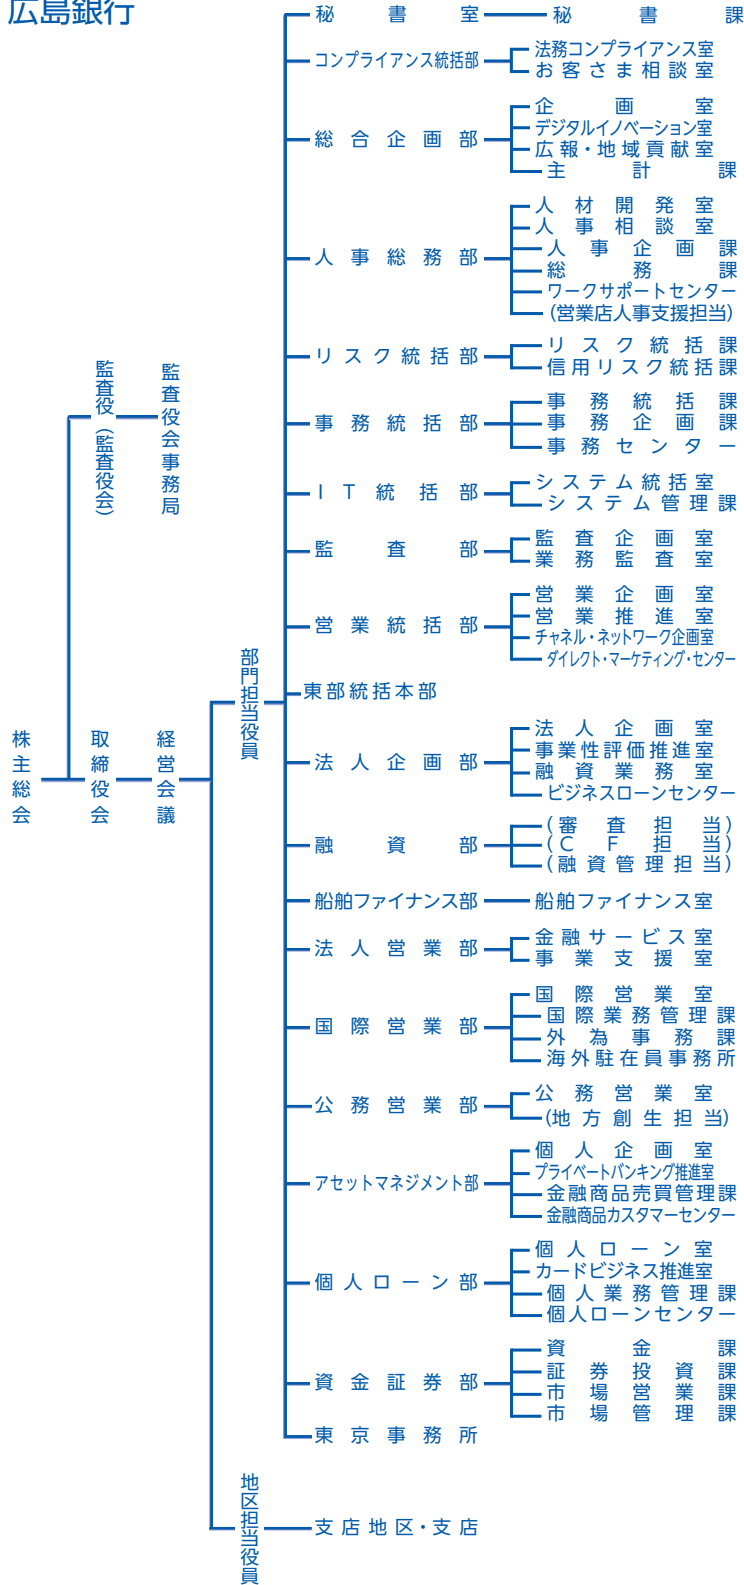 広島銀行
株主総会
取締役会
経営会議
監査役（監査役会）
監査役会事務局
部門担当役員
秘書室
秘書課
コンプライアンス統括部
法務コンプライアンス室
お客さま相談室
総合企画部
企画室
デジタルイノベーション室
広報・地域貢献室
主計課
人事総務部
人材開発室
人事相談室
人事企画課
総務課
ワークサポートセンター
(営業店人事支援担当)
リスク統括部
リスク統括課
信用リスク統括課
事務統括部
事務統括課
事務企画課
事務センター
IT統括部
システム統括室
システム管理課
監査部
監査企画室
業務監査室
営業統括部
営業企画室
営業推進室
チャネル・ネットワーク企画室
ダイレクト・マーケティング・センター
東部統括本部
法人企画部
法人企画室
事業性評価推進室
融資業務室
ビジネスローンセンター
融資部
(審査担当)
(CF担当)
(融資管理担当)
船舶ファイナンス部
船舶ファイナンス室
法人営業部
金融サービス室
事業支援室
国際営業部
国際営業室
国際業務管理課
外為事務課
海外駐在員事務所
公務営業部
公務営業室
(地方創生担当)
アセットマネジメント部
個人企画室
プライベートバンキング推進室
金融商品売買管理課
金融商品カスタマーセンター
個人ローン部
個人ローン室
カードビジネス推進室
個人業務管理課
個人ローンセンター
資金証券部
資金課
証券投資課
市場営業課
市場管理課
東京事務所
地区担当役員
支店地区・支店